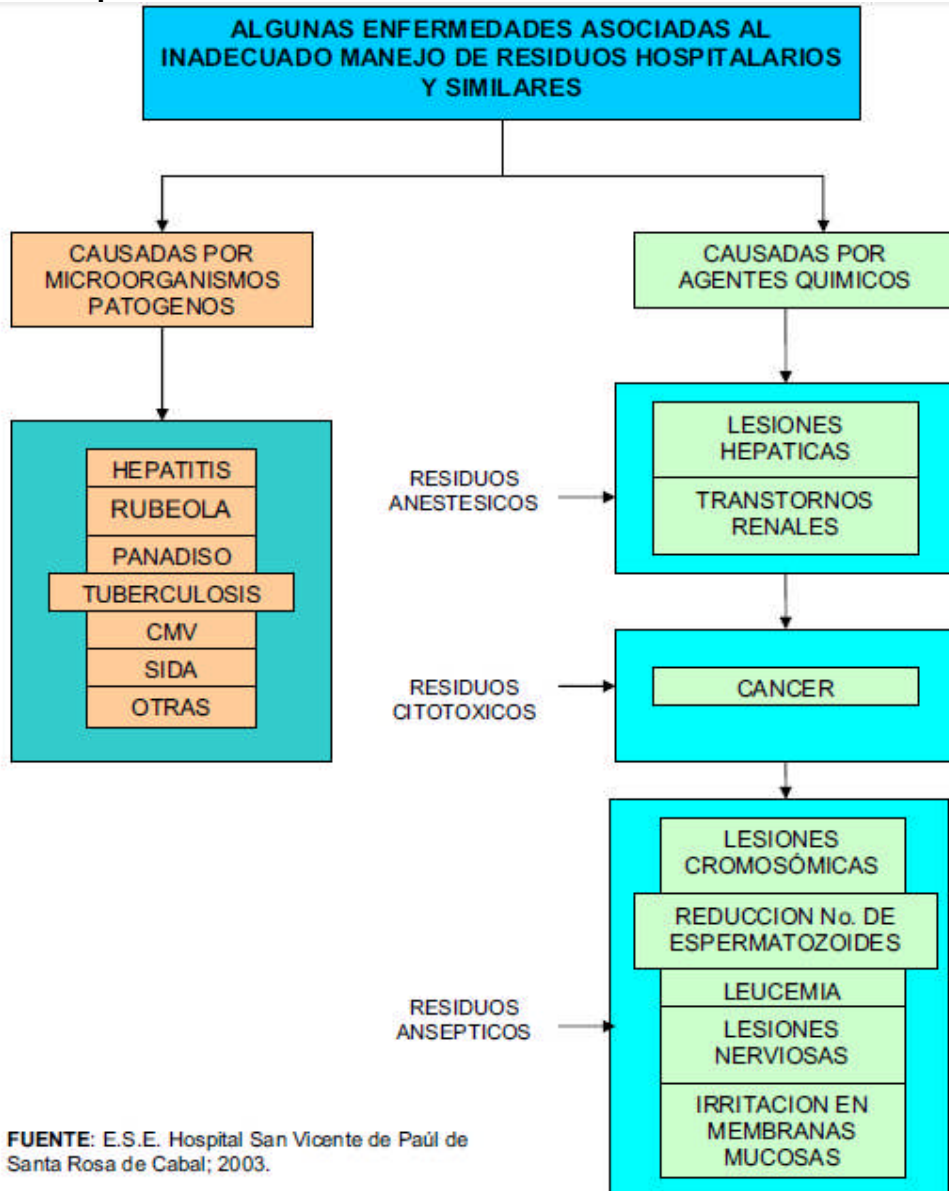 ALGUNAS ENFERMEDADES ASOCIADAS AL
INADECUADO MANEJO DE RESIDUOS HOSPITALARIOS
Y SIMILARES
CAUSADAS POR
MICROORGANISMOS
PATOGENOS
HEPATITIS
RUBEOLA
PANADISO
TUBERCULOSIS
CMV
SIDA
OTRAS
CAUSADAS POR
AGENTES QUIMICOS
RESIDUOS
ANESTESICOS
LESIONES
HEPATICAS
TRANSTORNOS
RENALES
RESIDUOS
CITOTOXICOS
CANCER
RESIDUOS
ANSEPTICOS
LESIONES
CROMOSÓMICAS
REDUCCION No. DE
ESPERMATOZOIDES
LEUCEMIA
LESIONES
NERVIOSAS
IRRITACION EN
MEMBRANAS
MUCOSAS
FUENTE: E.S.E. Hospital San Vicente de Paúl de
Santa Rosa de Cabal; 2003.